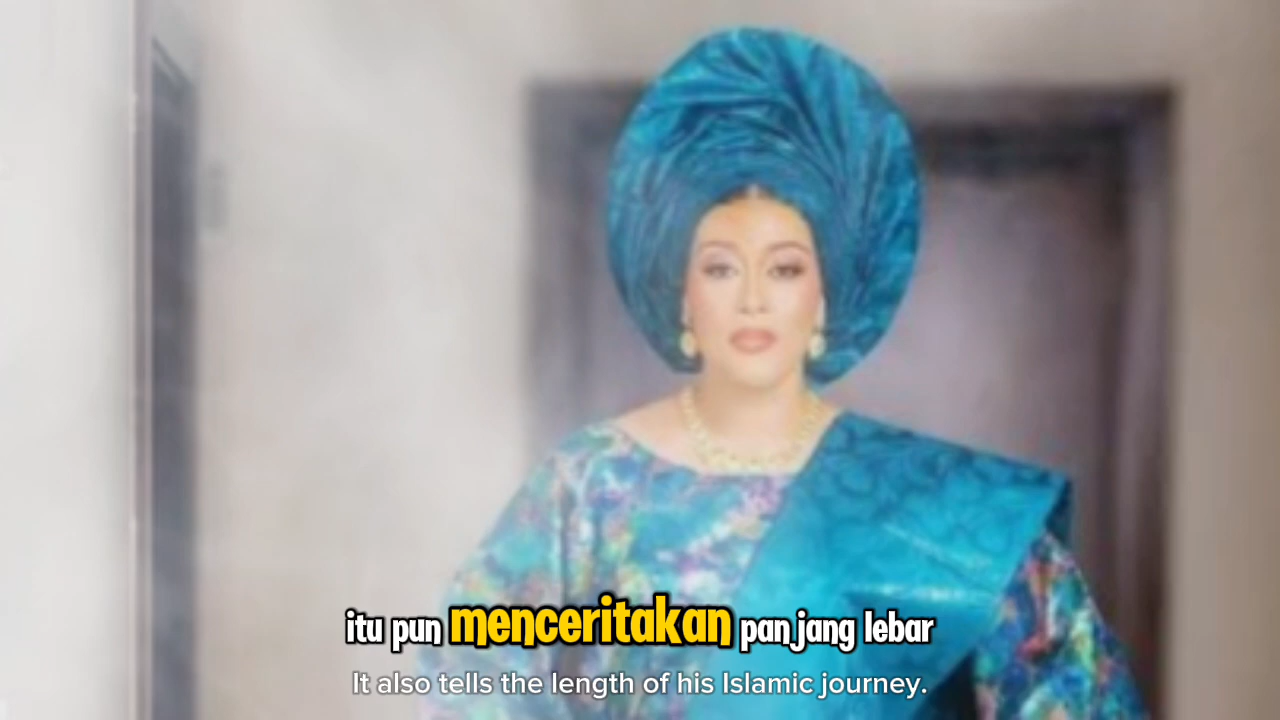 itu pun menceritakan panjang lebar
It also tells the length of his Islamic journey.